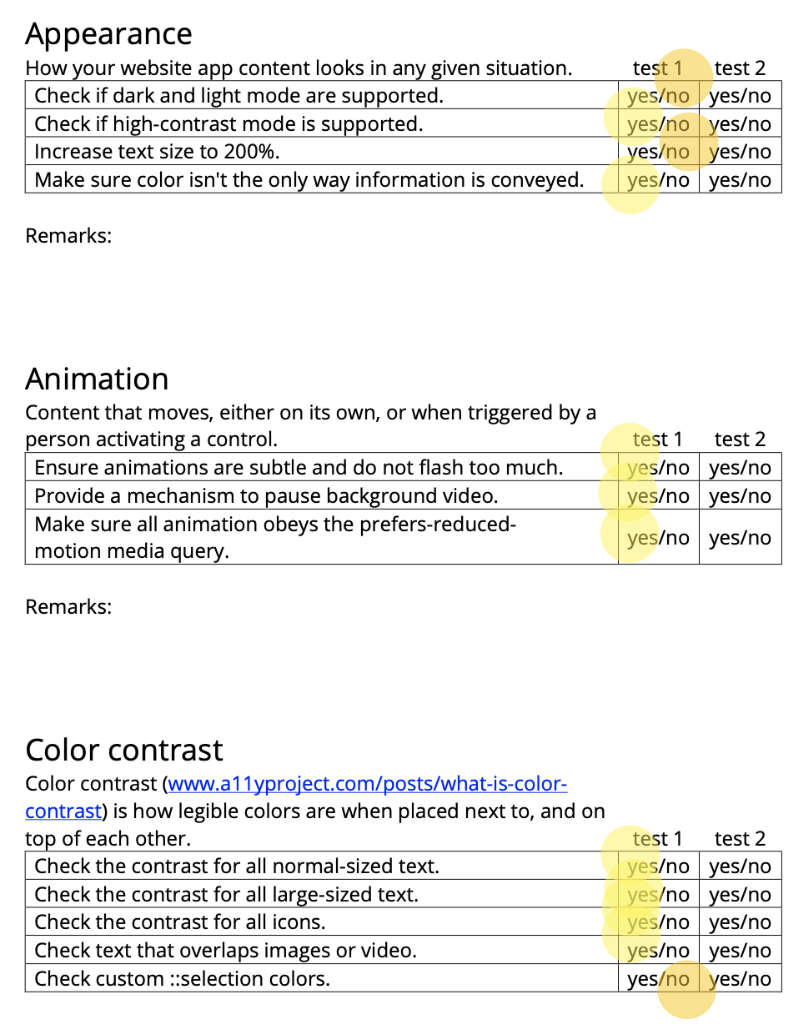 Appearance
How your website app content looks in any given situation. test 1 test 2
Check if dark and light mode are supported. yes/no yes/no
Check if high-contrast mode is supported. yes/no yes/no
Increase text size to 200%. yes/no yes/no
Make sure color isn't the only way information is conveyed. yes/no yes/no
Remarks:
Animation
Content that moves, either on its own, or when triggered by a
person activating a control. test 1 test 2
Ensure animations are subtle and do not flash too much. yes/no yes/no
Provide a mechanism to pause background video. yes/no yes/no
Make sure all animation obeys the prefers-reduced-
motion media query. yes/no yes/no
Remarks:
Color contrast
Color contrast (www.a11yproject.com/posts/what-is-color-
contrast) is how legible colors are when placed next to, and on
top of each other. test 1 test 2
Check the contrast for all normal-sized text. yes/no yes/no
Check the contrast for all large-sized text. yes/no yes/no
Check the contrast for all icons. yes/no yes/no
Check text that overlaps images or video. yes/no yes/no
Check custom ::selection colors. yes/no yes/no